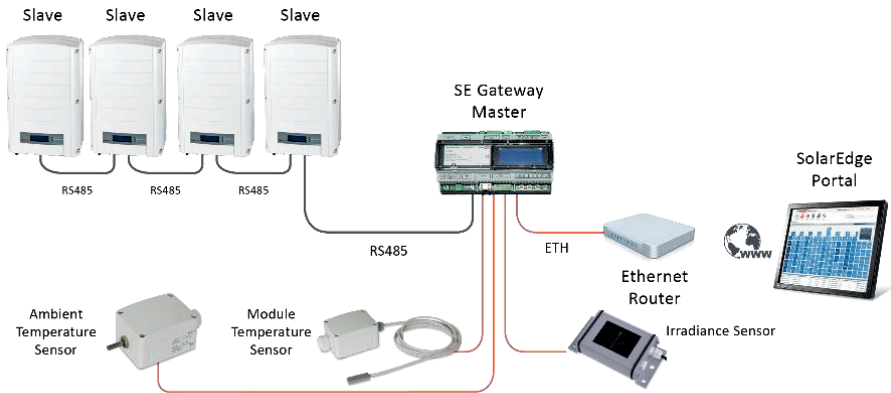 Slave
Slave
Slave
Slave
SE Gateway
Master
SolarEdge
Portal
RS485
RS485
RS485
RS485
ETH
WWW
Ethernet
Router
Ambient
Temperature
Sensor
Module
Temperature
Sensor
Irradiance Sensor